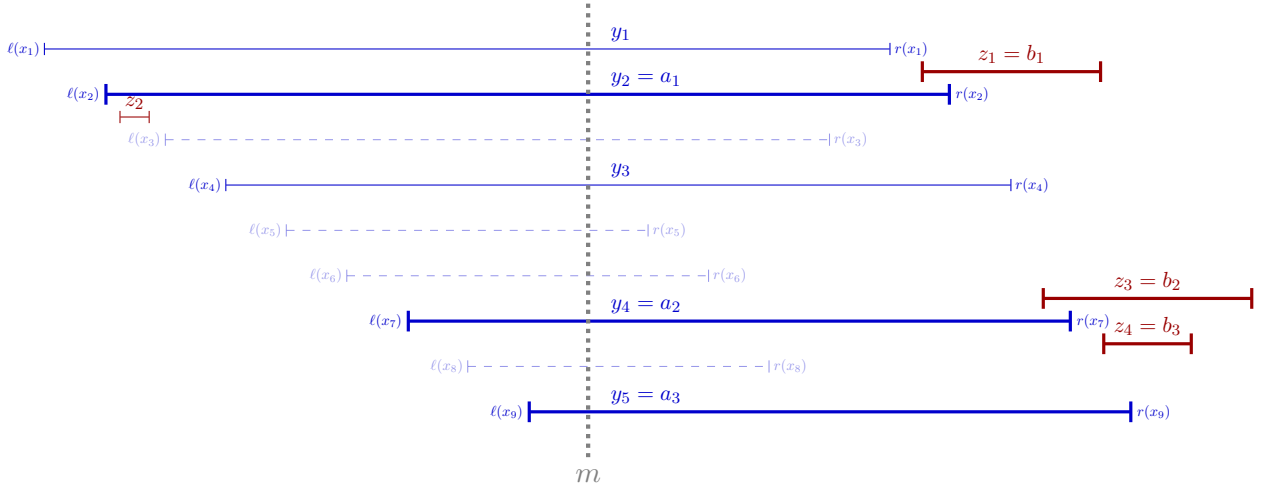 y₁
ℓ(x₁) r(x₁)
z₁ = b₁
y₂ = a₁
ℓ(x₂) r(x₂)
z₂
ℓ(x₃) r(x₃)
y₃
ℓ(x₄) r(x₄)
ℓ(x₅) r(x₅)
ℓ(x₆) r(x₆)
z₃ = b₂
y₄ = a₂
ℓ(x₇) r(x₇)
z₄ = b₃
ℓ(x₈) r(x₈)
y₅ = a₃
ℓ(x₉) r(x₉)
m